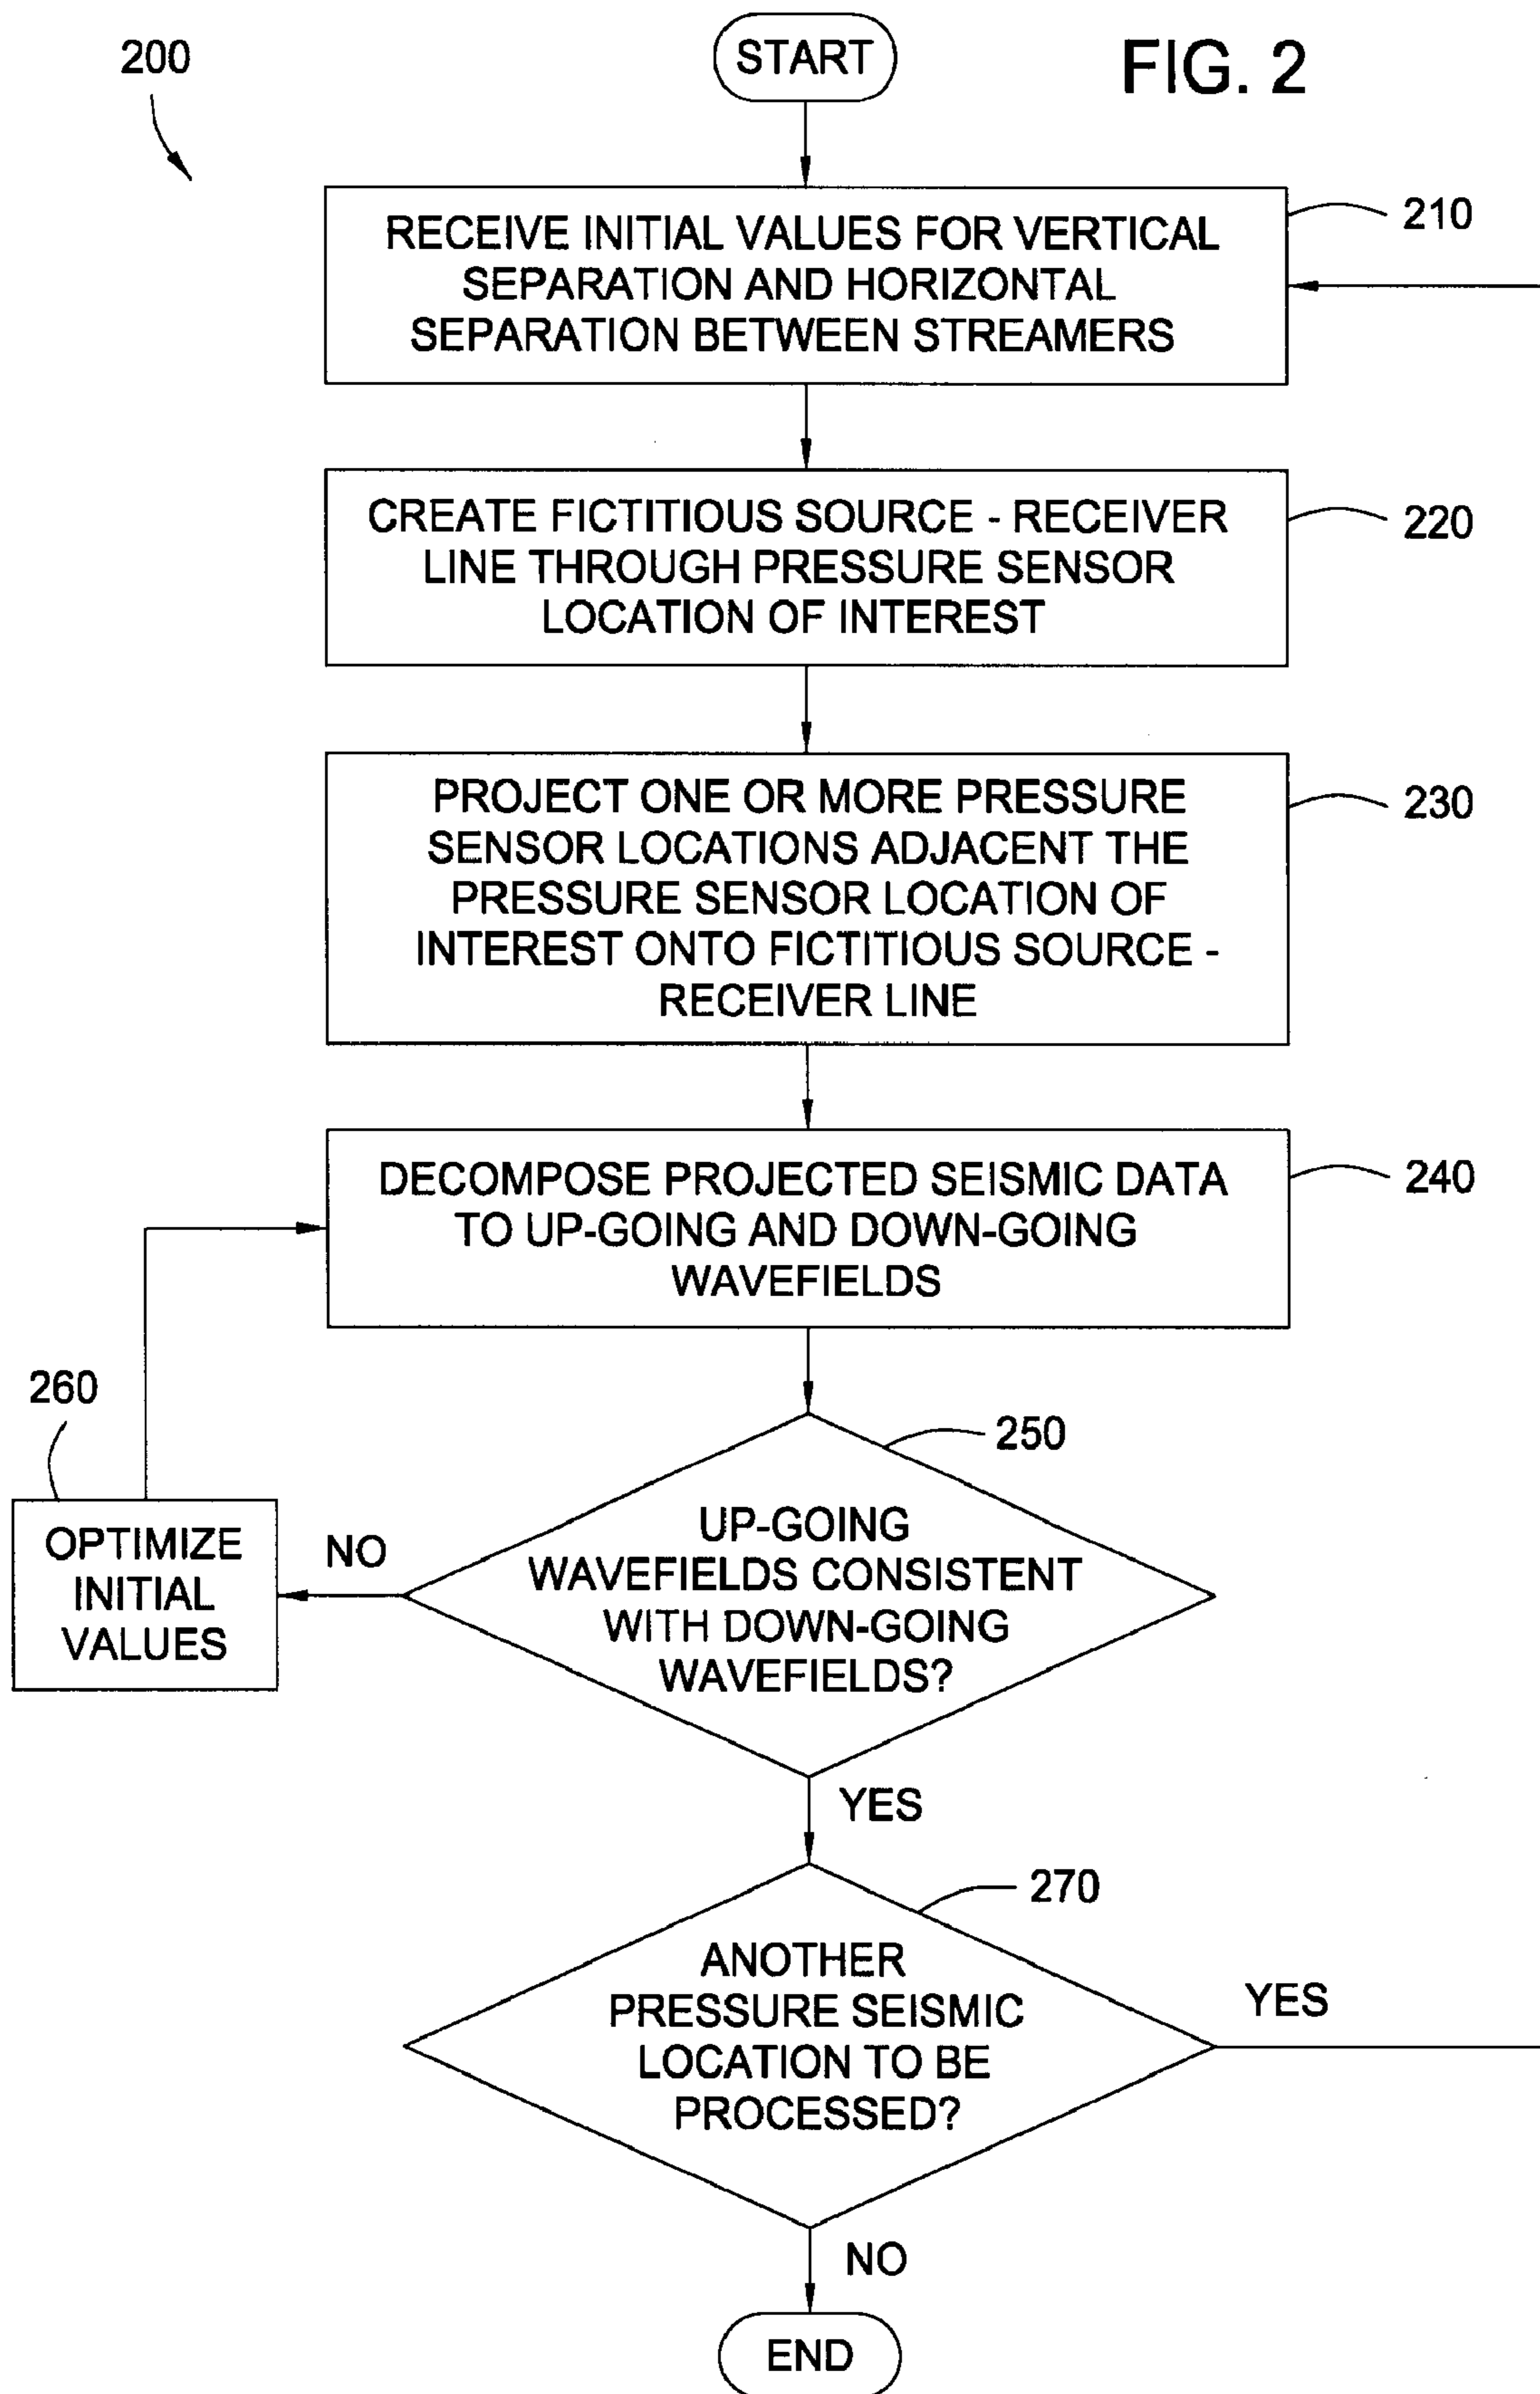 200
START
FIG. 2
RECEIVE INITIAL VALUES FOR VERTICAL
SEPARATION AND HORIZONTAL
SEPARATION BETWEEN STREAMERS
210
CREATE FICTITIOUS SOURCE - RECEIVER
LINE THROUGH PRESSURE SENSOR
LOCATION OF INTEREST
220
PROJECT ONE OR MORE PRESSURE
SENSOR LOCATIONS ADJACENT THE
PRESSURE SENSOR LOCATION OF
INTEREST ONTO FICTITIOUS SOURCE -
RECEIVER LINE
230
DECOMPOSE PROJECTED SEISMIC DATA
TO UP-GOING AND DOWN-GOING
WAVEFIELDS
240
260
OPTIMIZE
INITIAL
VALUES
NO
250
UP-GOING
WAVEFIELDS CONSISTENT
WITH DOWN-GOING
WAVEFIELDS?
YES
270
ANOTHER
PRESSURE SEISMIC
LOCATION TO BE
PROCESSED?
YES
NO
END